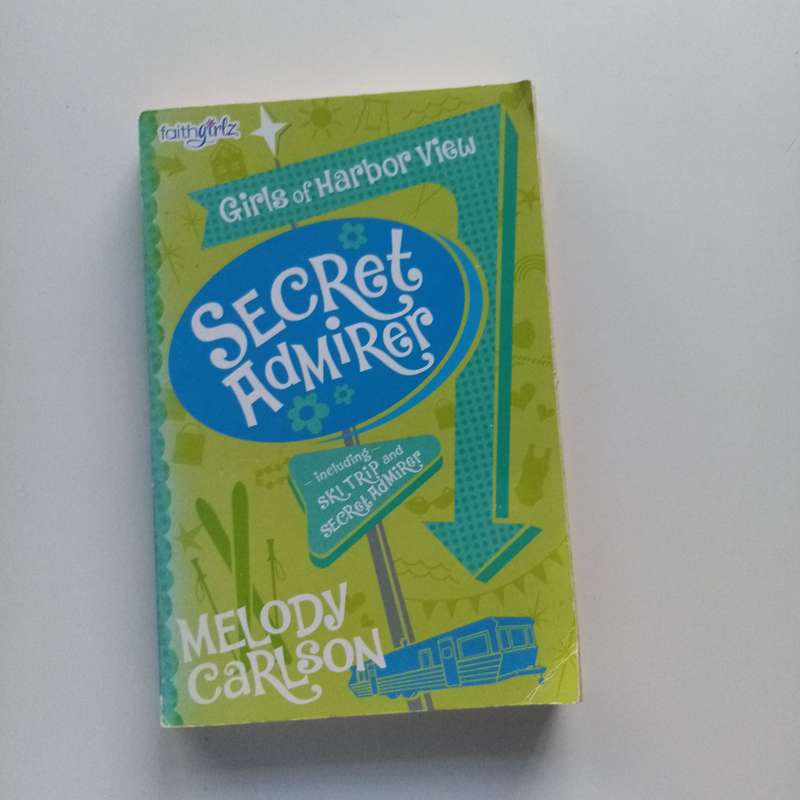 faithgirlz
Girls of Harbor View
SECRet
ADMIReR
- including -
SKI TRIP and
SECRet ADMIReR
MELODY
CaRLSON